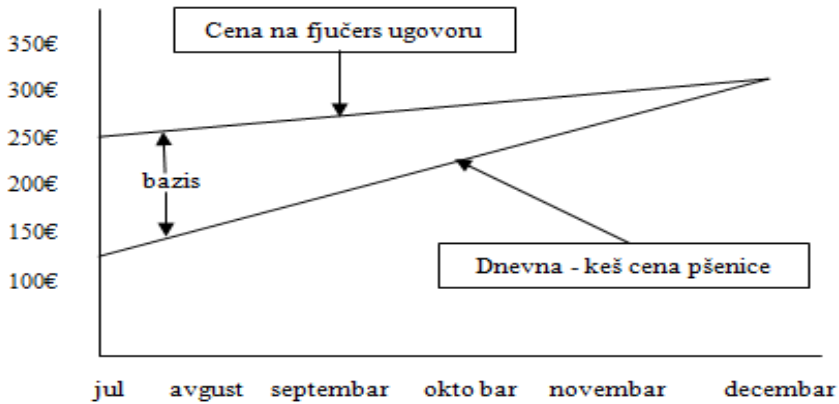 Cena na fjučers ugovoru
350€
300€
250€
bazis
200€
150€
Dnevna - keš cena pšenice
100€
jul avgust septembar okto bar novembar decembar